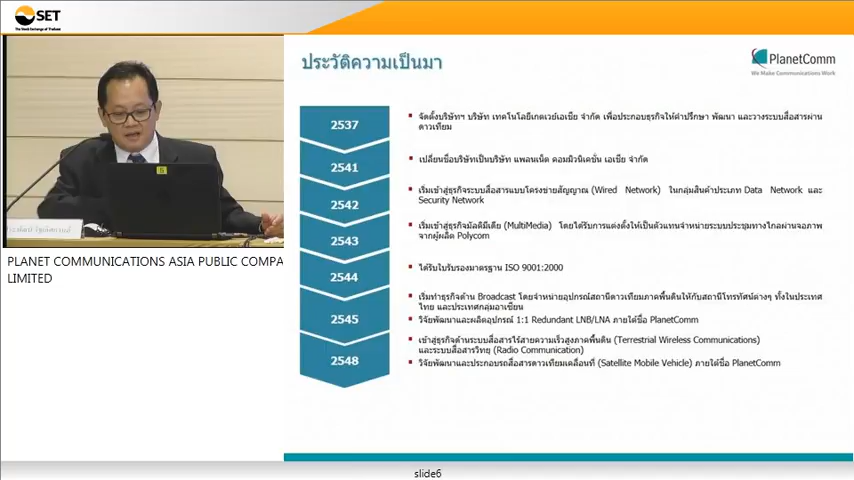 SET
The Stock Exchange of Thailand
ประวัติความเป็นมา
PlanetComm
We Make Communications Work
2537
จัดตั้งบริษัทฯ บริษัท เทคโนโลยีเกตเวย์เอเชีย จำกัด เพื่อประกอบธุรกิจให้คำปรึกษา พัฒนา และวางระบบสื่อสารผ่าน
ดาวเทียม
2541
เปลี่ยนชื่อบริษัทเป็นบริษัท แพลนเน็ต คอมมิวนิเคชั่น เอเชีย จำกัด
2542
เริ่มเข้าสู่ธุรกิจระบบสื่อสารแบบโครงข่ายสัญญาณ (Wired Network) ในกลุ่มสินค้าประเภท Data Network และ
Security Network
2543
เริ่มเข้าสู่ธุรกิจมัลติมีเดีย (MultiMedia) โดยได้รับการแต่งตั้งให้เป็นตัวแทนจำหน่ายระบบประชุมทางไกลผ่านจอภาพ
จากผู้ผลิต Polycom
2544
ได้รับใบรับรองมาตรฐาน ISO 9001:2000
2545
เริ่มทำธุรกิจด้าน Broadcast โดยจำหน่ายอุปกรณ์สถานีดาวเทียมภาคพื้นดินให้กับสถานีโทรทัศน์ต่างๆ ทั้งในประเทศ
ไทย และประเทศกลุ่มอาเซียน
วิจัยพัฒนาและผลิตอุปกรณ์ 1:1 Redundant LNB/LNA ภายใต้ชื่อ PlanetComm
2548
เข้าสู่ธุรกิจด้านระบบสื่อสารไร้สายความเร็วสูงภาคพื้นดิน (Terrestrial Wireless Communications)
และระบบสื่อสารวิทยุ (Radio Communication)
วิจัยพัฒนาและประกอบรถสื่อสารดาวเทียมเคลื่อนที่ (Satellite Mobile Vehicle) ภายใต้ชื่อ PlanetComm
PLANET COMMUNICATIONS ASIA PUBLIC COMPA
LIMITED
slide6